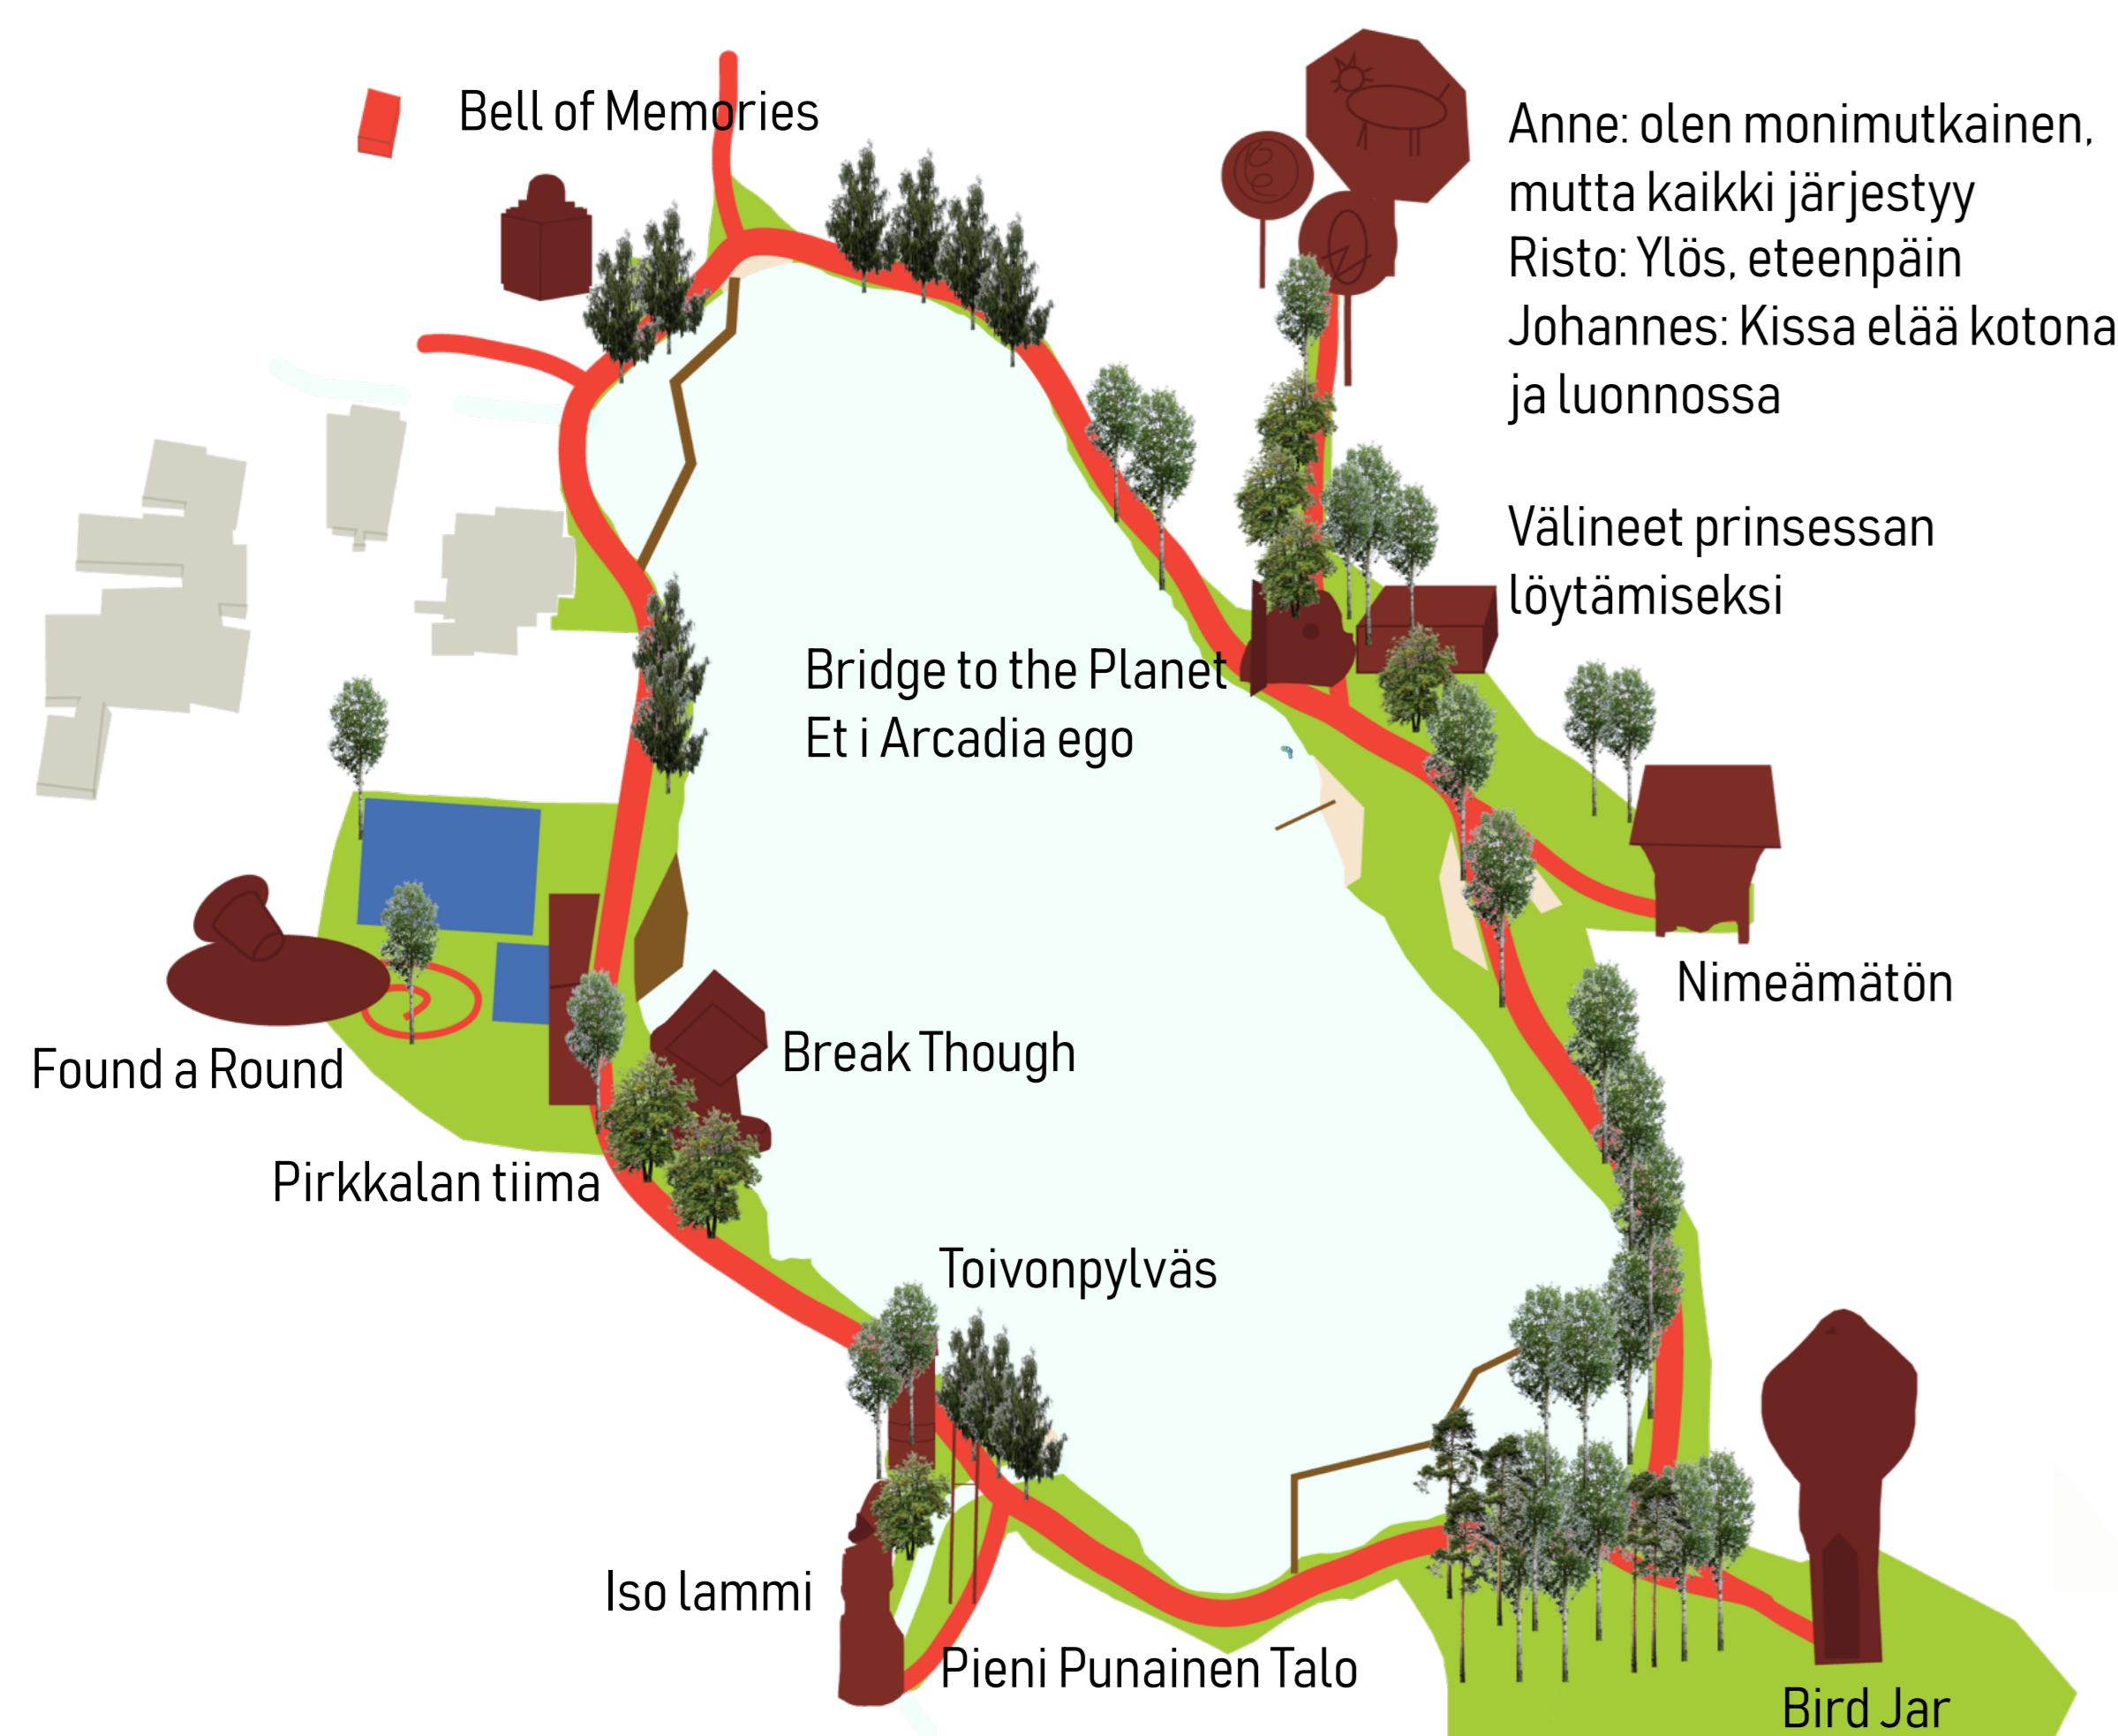 Bell of Memories
Anne: olen monimutkainen,
mutta kaikki järjestyy
Risto: Ylös, eteenpäin
Johannes: Kissa elää kotona
ja luonnossa
Välineet prinsessan
löytämiseksi
Bridge to the Planet
Et i Arcadia ego
Nimeämätön
Break Though
Found a Round
Pirkkalan tiima
Toivonpylväs
Iso lammi
Pieni Punainen Talo
Bird Jar